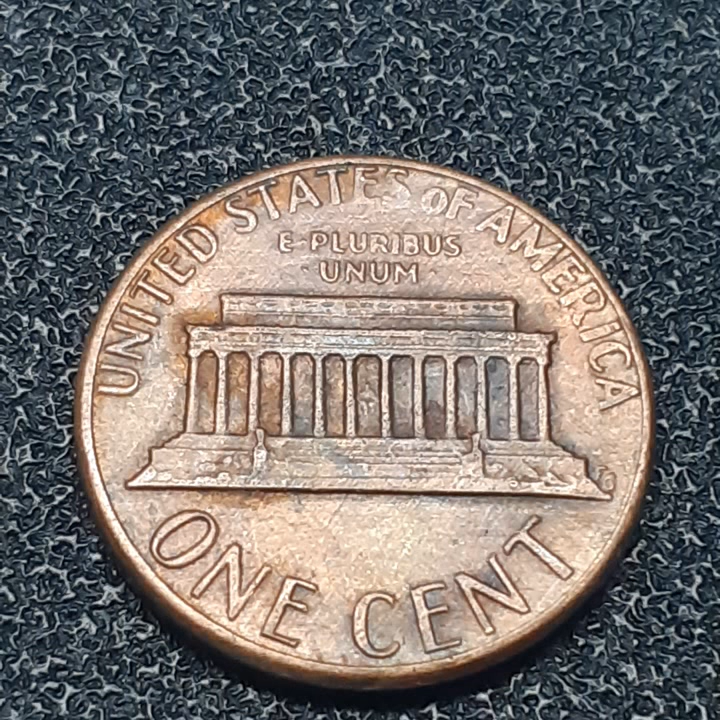 UNITED STATES OF AMERICA
E·PLURIBUS
·UNUM·
ONE CENT